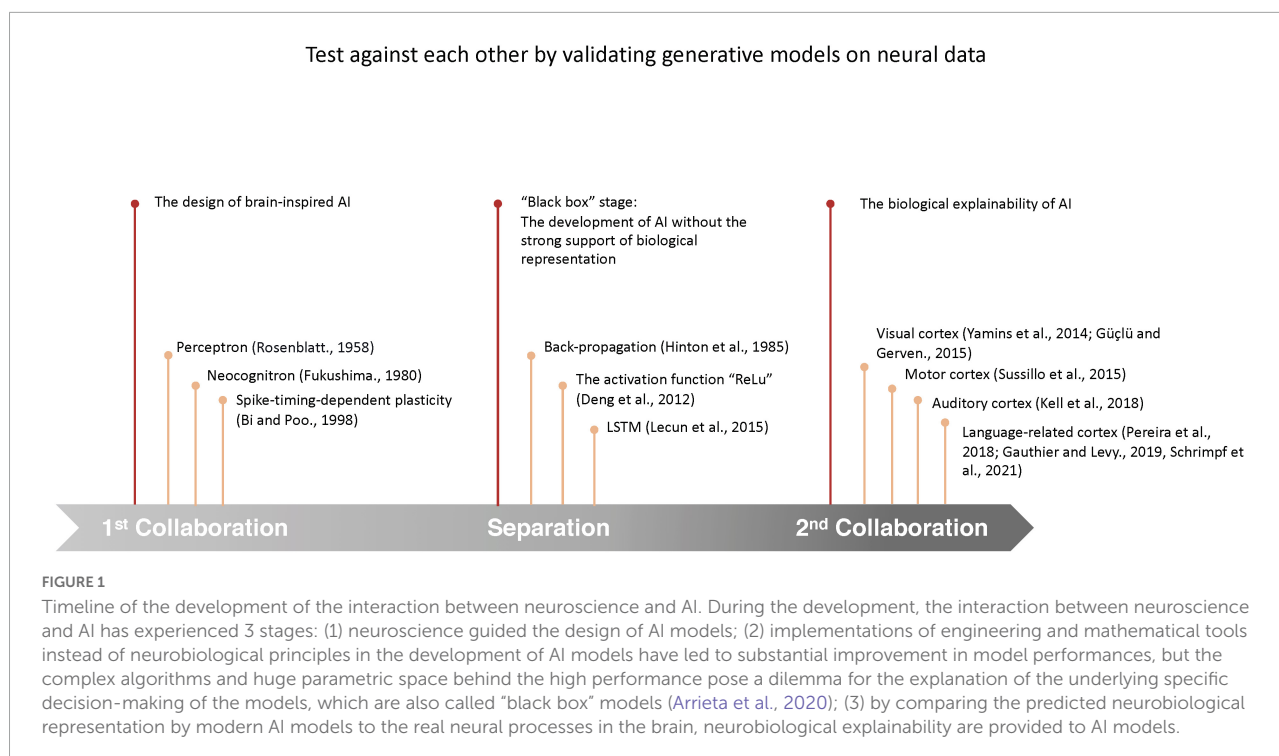 Test against each other by validating generative models on neural data
The design of brain-inspired AI
“Black box” stage:
The development of AI without the
strong support of biological
representation
The biological explainability of AI
Perceptron (Rosenblatt., 1958)
Neocognitron (Fukushima., 1980)
Spike-timing-dependent plasticity
(Bi and Poo., 1998)
Back-propagation (Hinton et al., 1985)
The activation function “ReLu”
(Deng et al., 2012)
LSTM (Lecun et al., 2015)
Visual cortex (Yamins et al., 2014; Güçlü and
Gerven., 2015)
Motor cortex (Sussillo et al., 2015)
Auditory cortex (Kell et al., 2018)
Language-related cortex (Pereira et al.,
2018; Gauthier and Levy., 2019, Schrimpf et
al., 2021)
1st Collaboration
Separation
2nd Collaboration
FIGURE 1
Timeline of the development of the interaction between neuroscience and AI. During the development, the interaction between neuroscience
and AI has experienced 3 stages: (1) neuroscience guided the design of AI models; (2) implementations of engineering and mathematical tools
instead of neurobiological principles in the development of AI models have led to substantial improvement in model performances, but the
complex algorithms and huge parametric space behind the high performance pose a dilemma for the explanation of the underlying specific
decision-making of the models, which are also called “black box” models (Arrieta et al., 2020); (3) by comparing the predicted neurobiological
representation by modern AI models to the real neural processes in the brain, neurobiological explainability are provided to AI models.